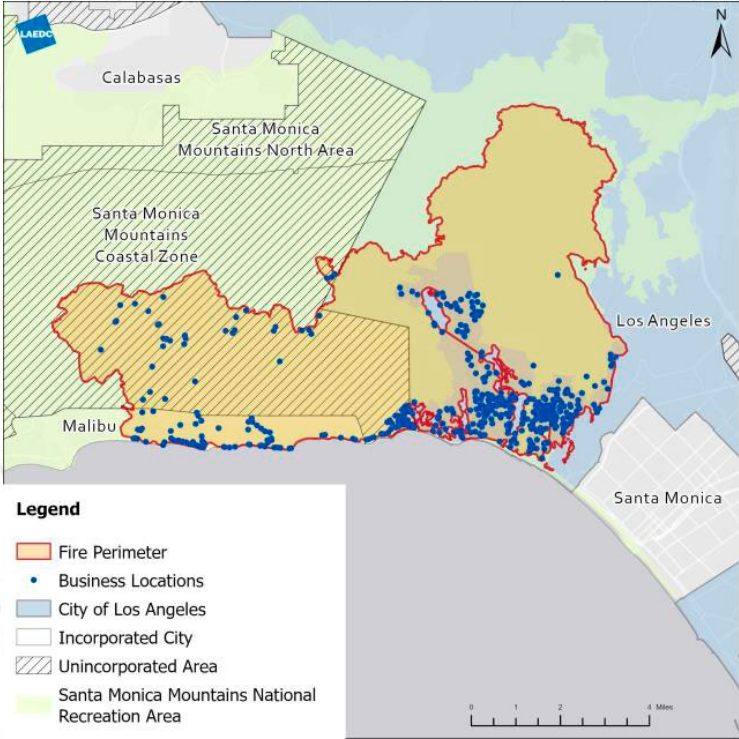 LAEDC
N
Calabasas
Santa Monica
Mountains North Area
Santa Monica
Mountains
Coastal Zone
Los Angeles
Malibu
Santa Monica
Legend
Fire Perimeter
Business Locations
City of Los Angeles
Incorporated City
Unincorporated Area
Santa Monica Mountains National
Recreation Area
0 1 2 4 Miles